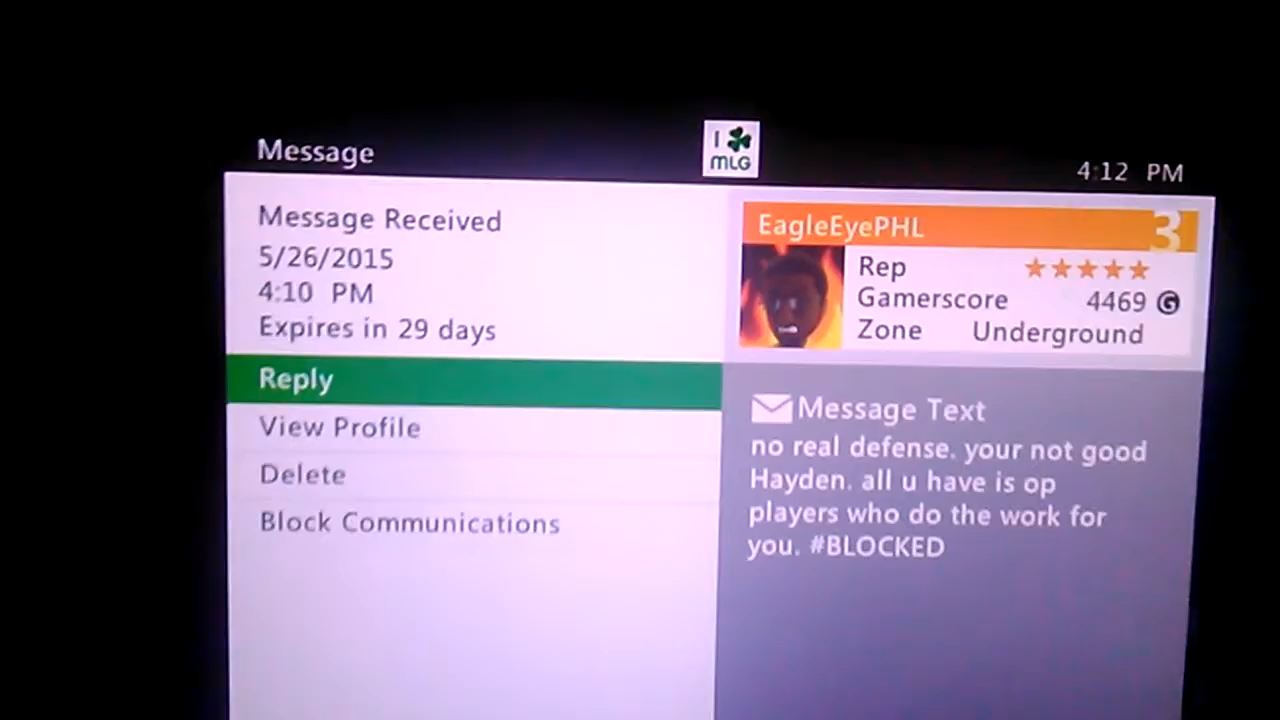 Message
I
MLG
4:12 PM
Message Received
5/26/2015
4:10 PM
Expires in 29 days
Reply
View Profile
Delete
Block Communications
EagleEyePHL
3
Rep
Gamerscore 4469 G
Zone Underground
Message Text
no real defense. your not good
Hayden. all u have is op
players who do the work for
you. #BLOCKED